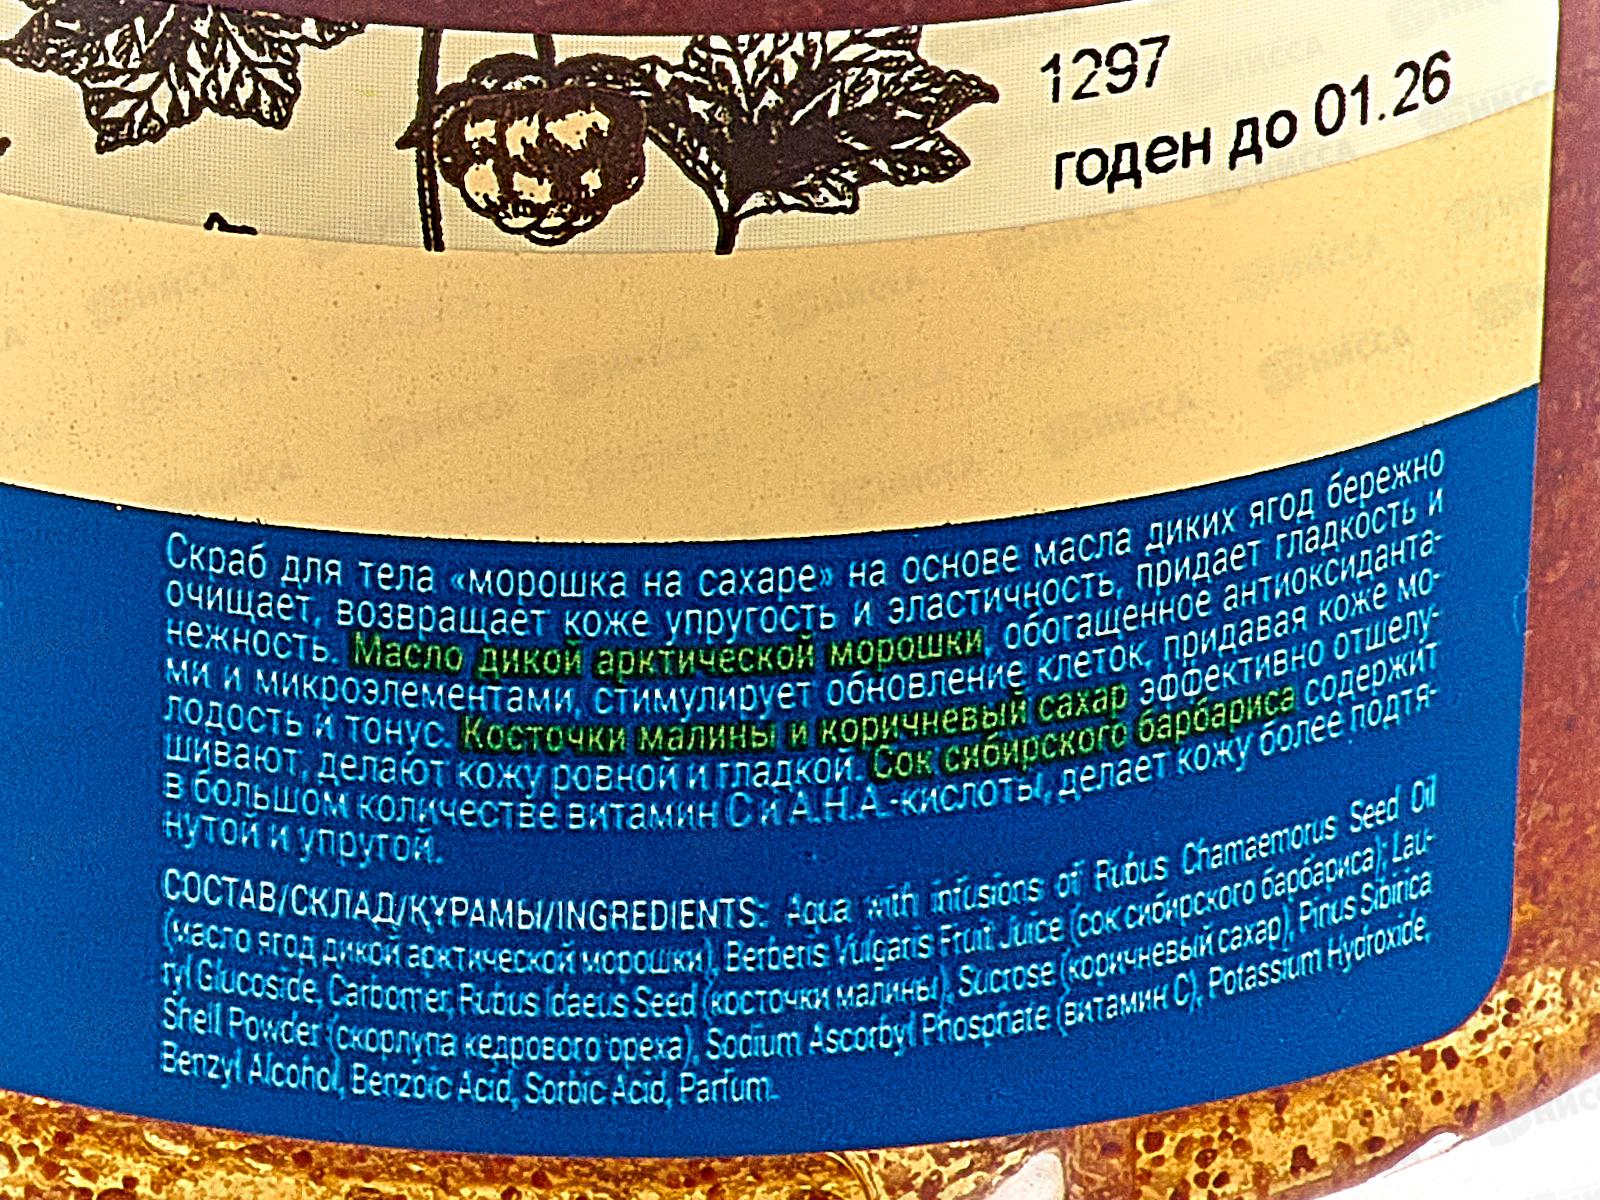 1297
годен до 01.26
Скраб для тела «морошка на сахаре» на основе масла диких ягод бережно
очищает, возвращает коже упругость и эластичность, придает гладкость и
нежность. Масло дикой арктической морошки, обогащенное антиоксиданта-
ми и микроэлементами, стимулирует обновление клеток, придавая коже мо-
лодость и тонус. Косточки малины и коричневый сахар эффективно отшелу-
шивают, делают кожу ровной и гладкой. Сок сибирского барбариса содержит
в большом количестве витамин С и А.Н.А.-кислоты, делает кожу более подтя-
нутой и упругой.
СОСТАВ/СКЛАД/ҚҰРАМЫ/INGREDIENTS: Aqua with infusions of Rubus Chamaemorus Seed Oil
(масло ягод дикой арктической морошки), Berberis Vulgaris Fruit Juice (сок сибирского барбариса); Lau-
ryl Glucoside, Carbomer, Rubus Idaeus Seed (косточки малины), Sucrose (коричневый сахар), Pinus Sibirica
Shell Powder (скорлупа кедрового ореха), Sodium Ascorbyl Phosphate (витамин С), Potassium Hydroxide,
Benzyl Alcohol, Benzoic Acid, Sorbic Acid, Parfum.